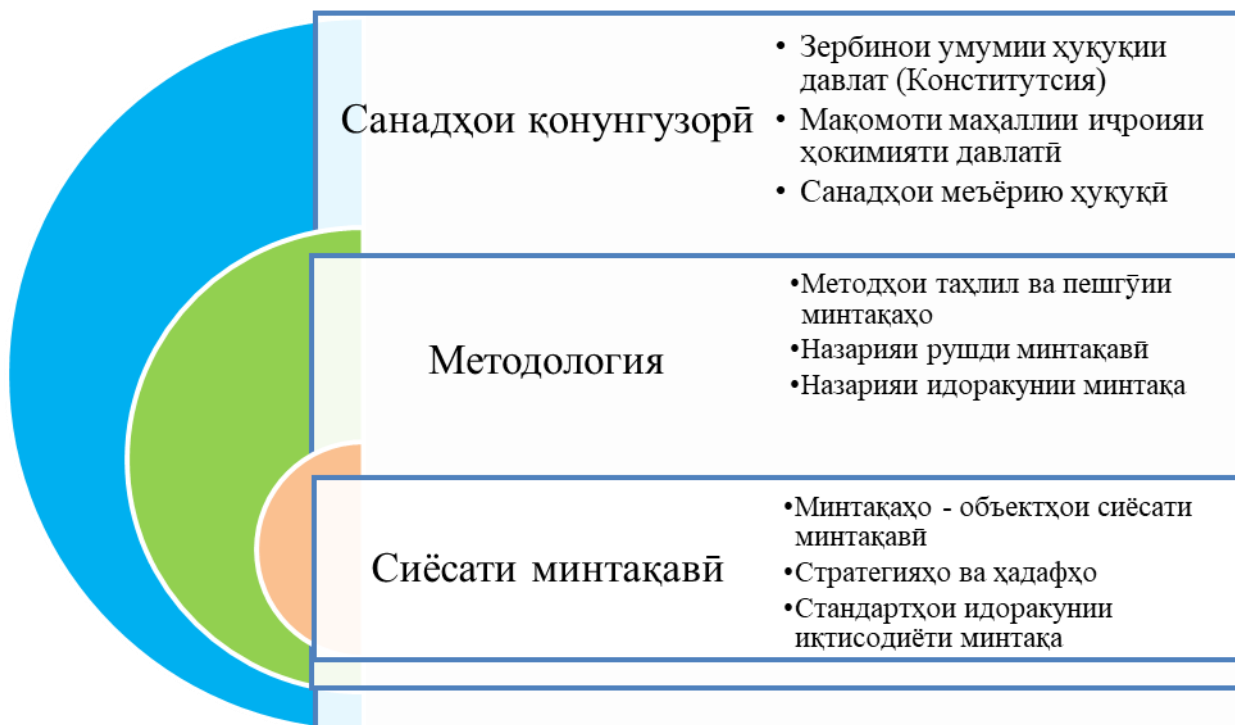 Санадҳои қонунгузорӣ
• Зербинои умумии ҳуқуқии
давлат (Конститутсия)
• Мақомоти маҳаллии иҷроияи
ҳокимияти давлатӣ
• Санадҳои меъёрию ҳуқуқӣ
Методология
•Методҳои таҳлил ва пешгӯии
минтақаҳо
•Назарияи рушди минтақавӣ
•Назарияи идоракунии минтақа
Сиёсати минтақавӣ
•Минтақаҳо - объектҳои сиёсати
минтақавӣ
•Стратегияҳо ва ҳадафҳо
•Стандартҳои идоракунии
иқтисодиёти минтақа